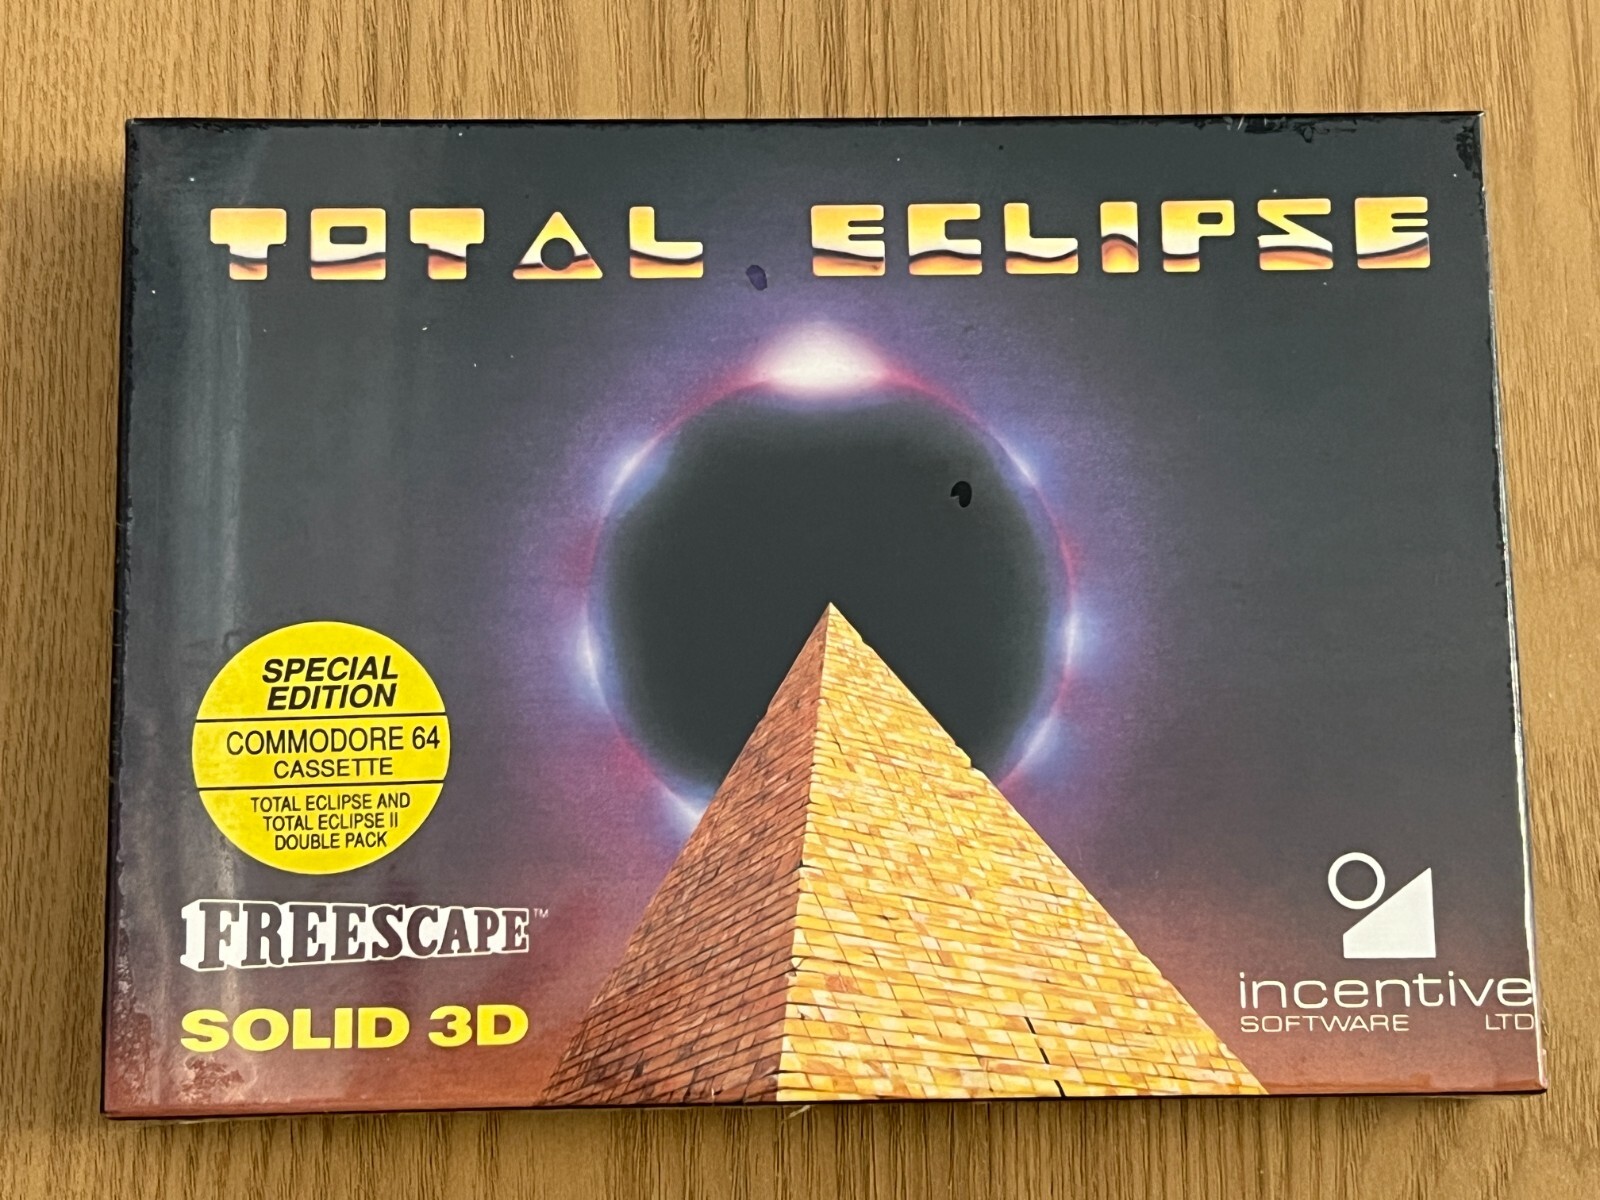 TOTAL ECLIPSE
SPECIAL
EDITION
COMMODORE 64
CASSETTE
TOTAL ECLIPSE AND
TOTAL ECLIPSE II
DOUBLE PACK
FREESCAPE™
SOLID 3D
incentive
SOFTWARE LTD